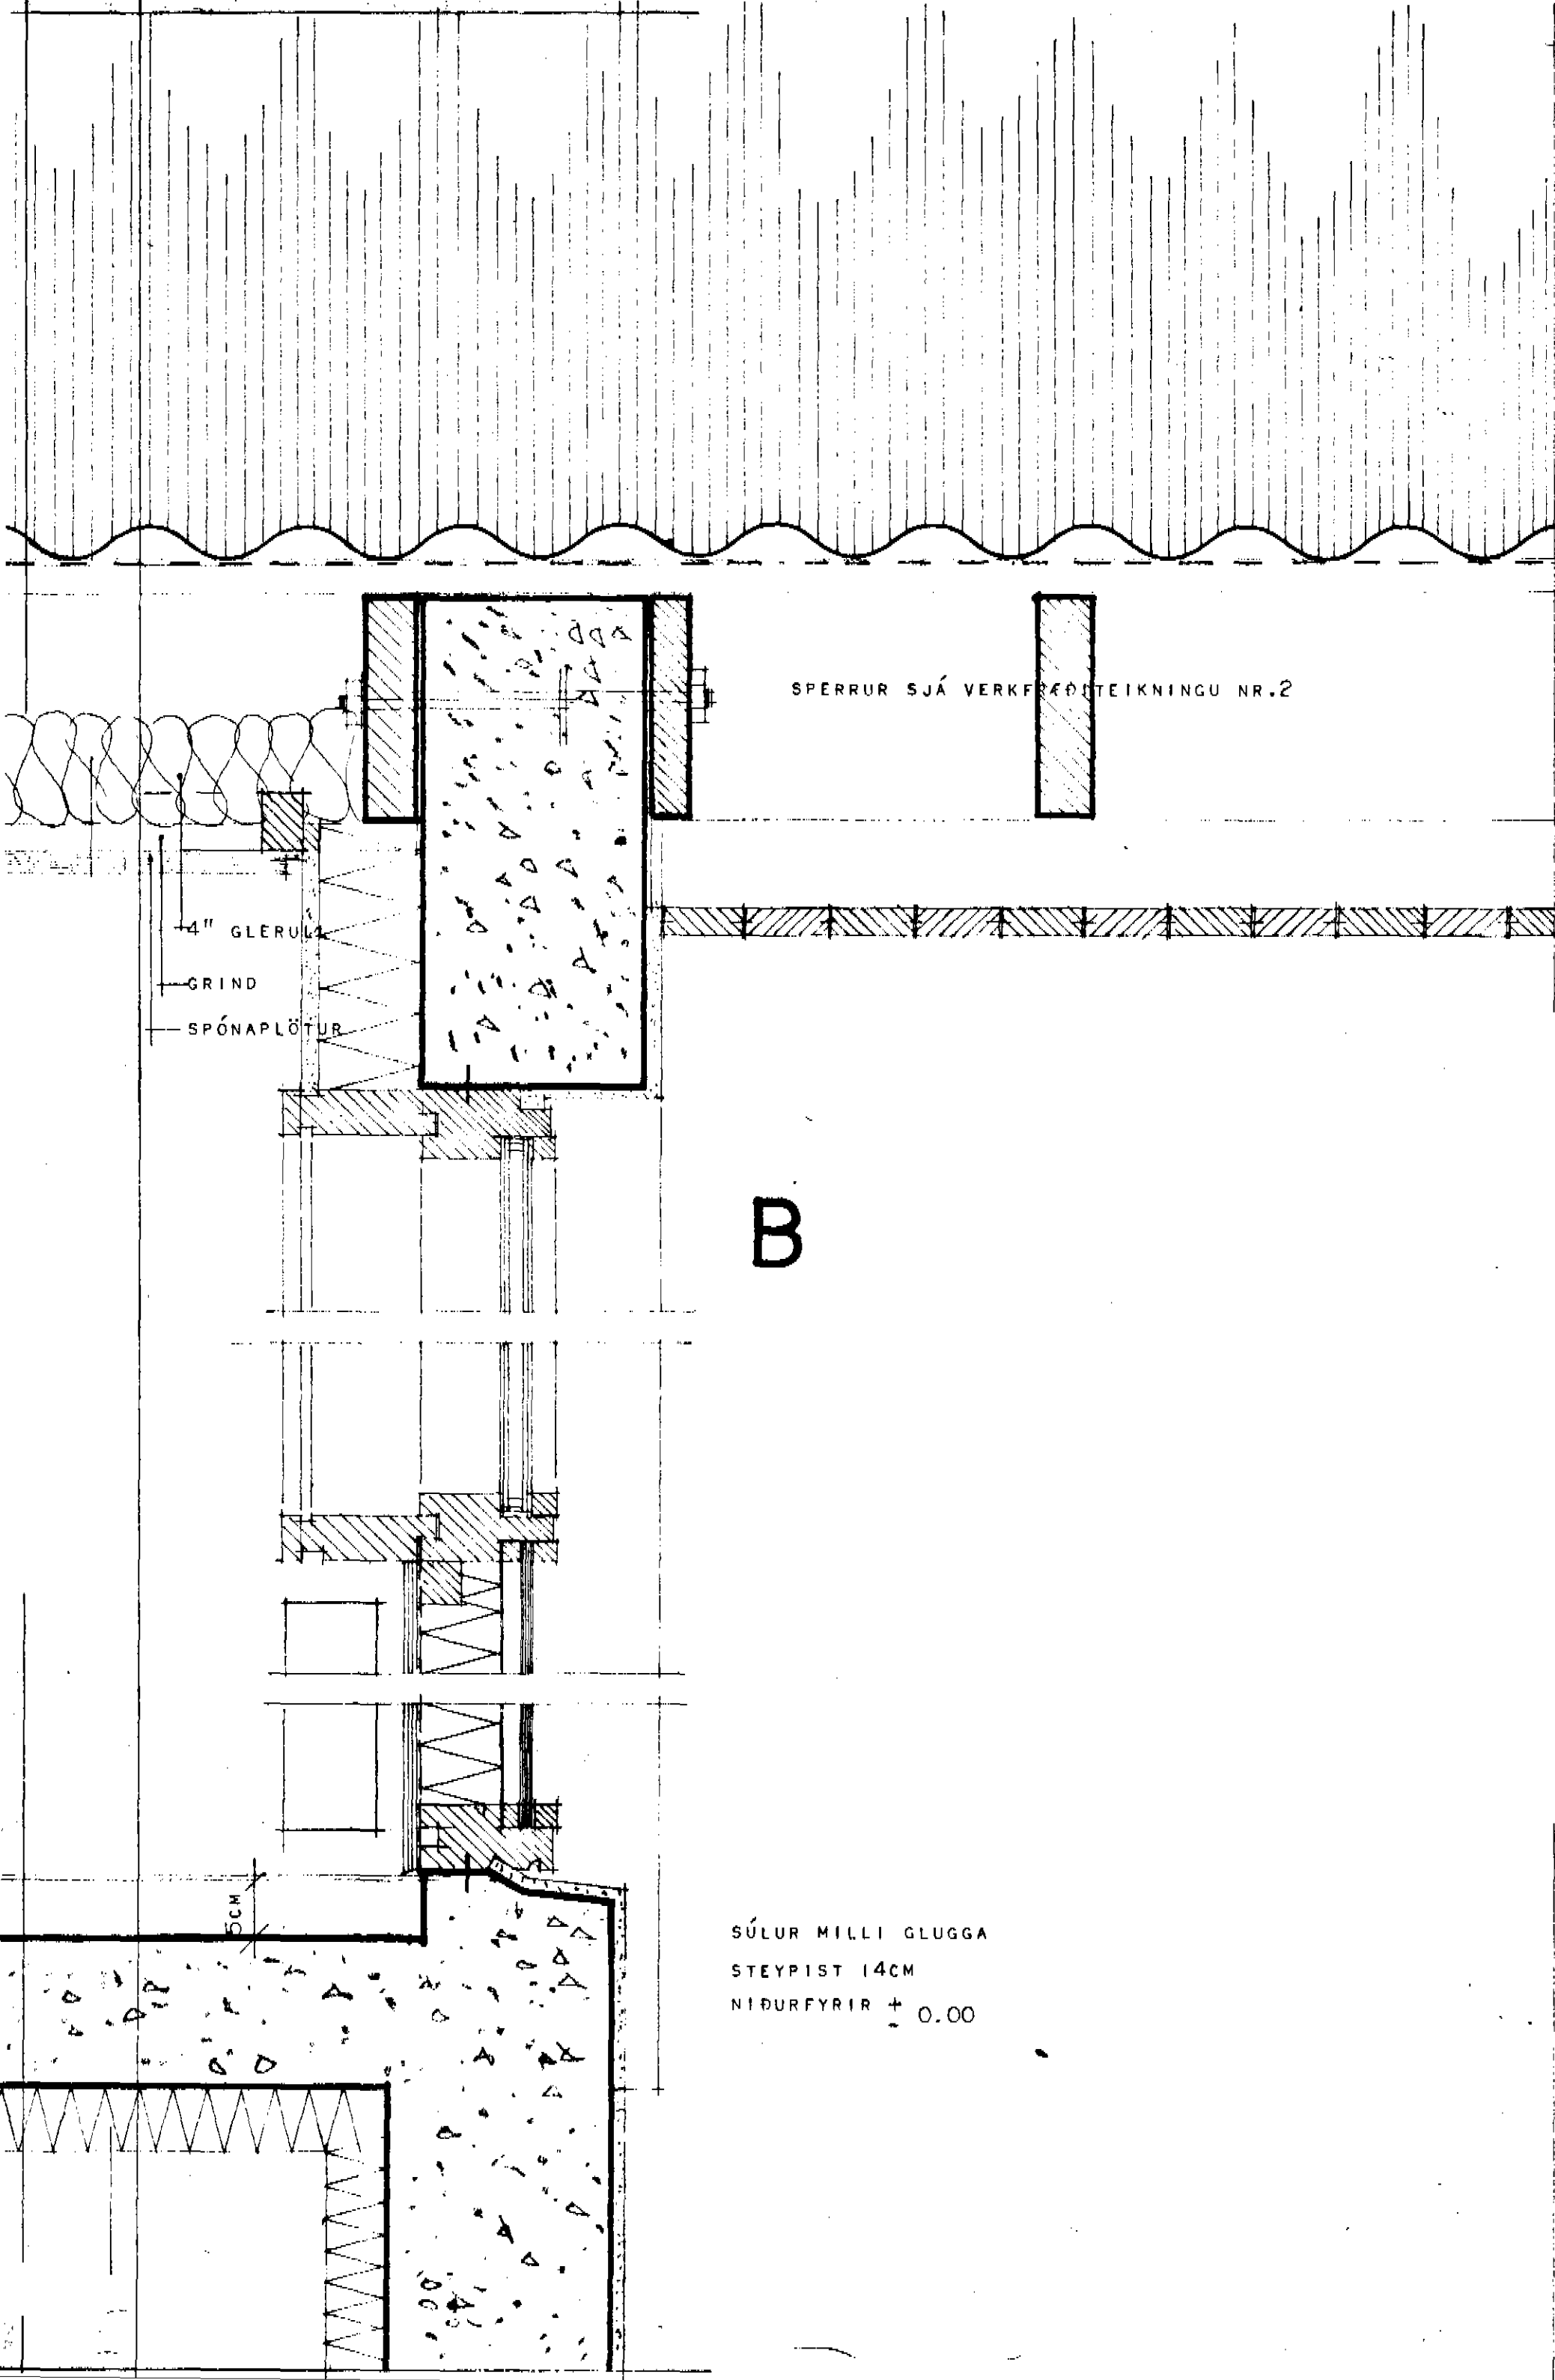 SPERRUR SJÁ VERKFRÆÐITEIKNINGU NR.2
4" GLERULL
GRIND
SPÓNAPLÖTUR
B
5CM
SÚLUR MILLI GLUGGA
STEYPIST 14CM
NIÐURFYRIR ± 0.00